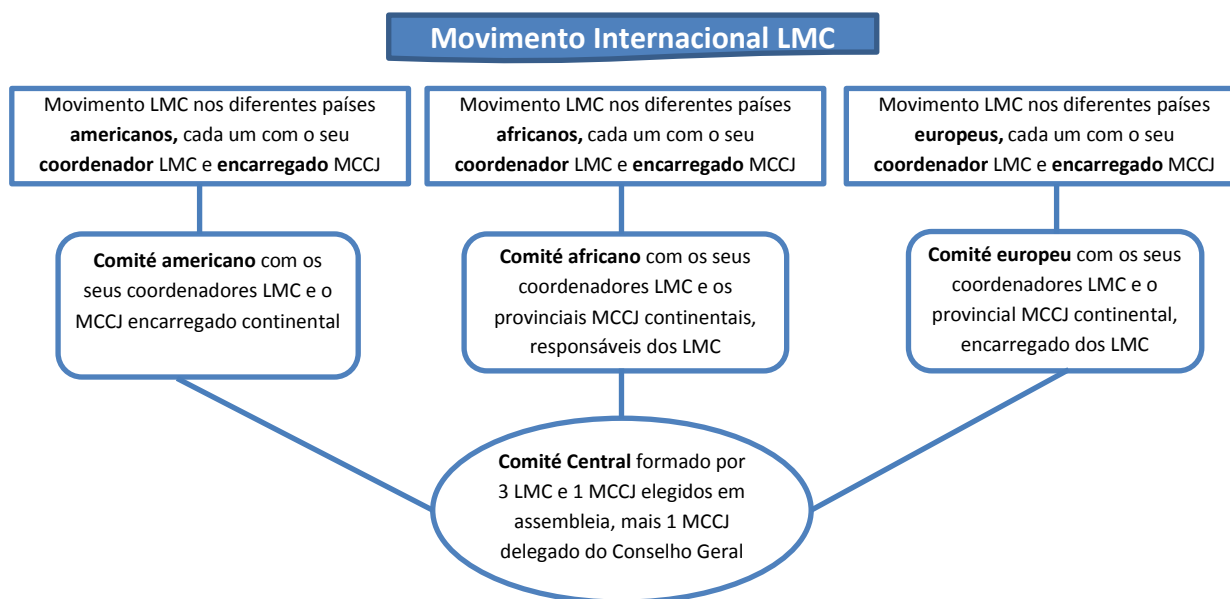 Movimento Internacional LMC
Movimento LMC nos diferentes países
americanos, cada um com o seu
coordenador LMC e encarregado MCCJ
Movimento LMC nos diferentes países
africanos, cada um com o seu
coordenador LMC e encarregado MCCJ
Movimento LMC nos diferentes países
europeus, cada um com o seu
coordenador LMC e encarregado MCCJ
Comité americano com os
seus coordenadores LMC e o
MCCJ encarregado continental
Comité africano com os seus
coordenadores LMC e os
provinciais MCCJ continentais,
responsáveis dos LMC
Comité europeu com os seus
coordenadores LMC e o
provincial MCCJ continental,
encarregado dos LMC
Comité Central formado por
3 LMC e 1 MCCJ elegidos em
assembleia, mais 1 MCCJ
delegado do Conselho Geral